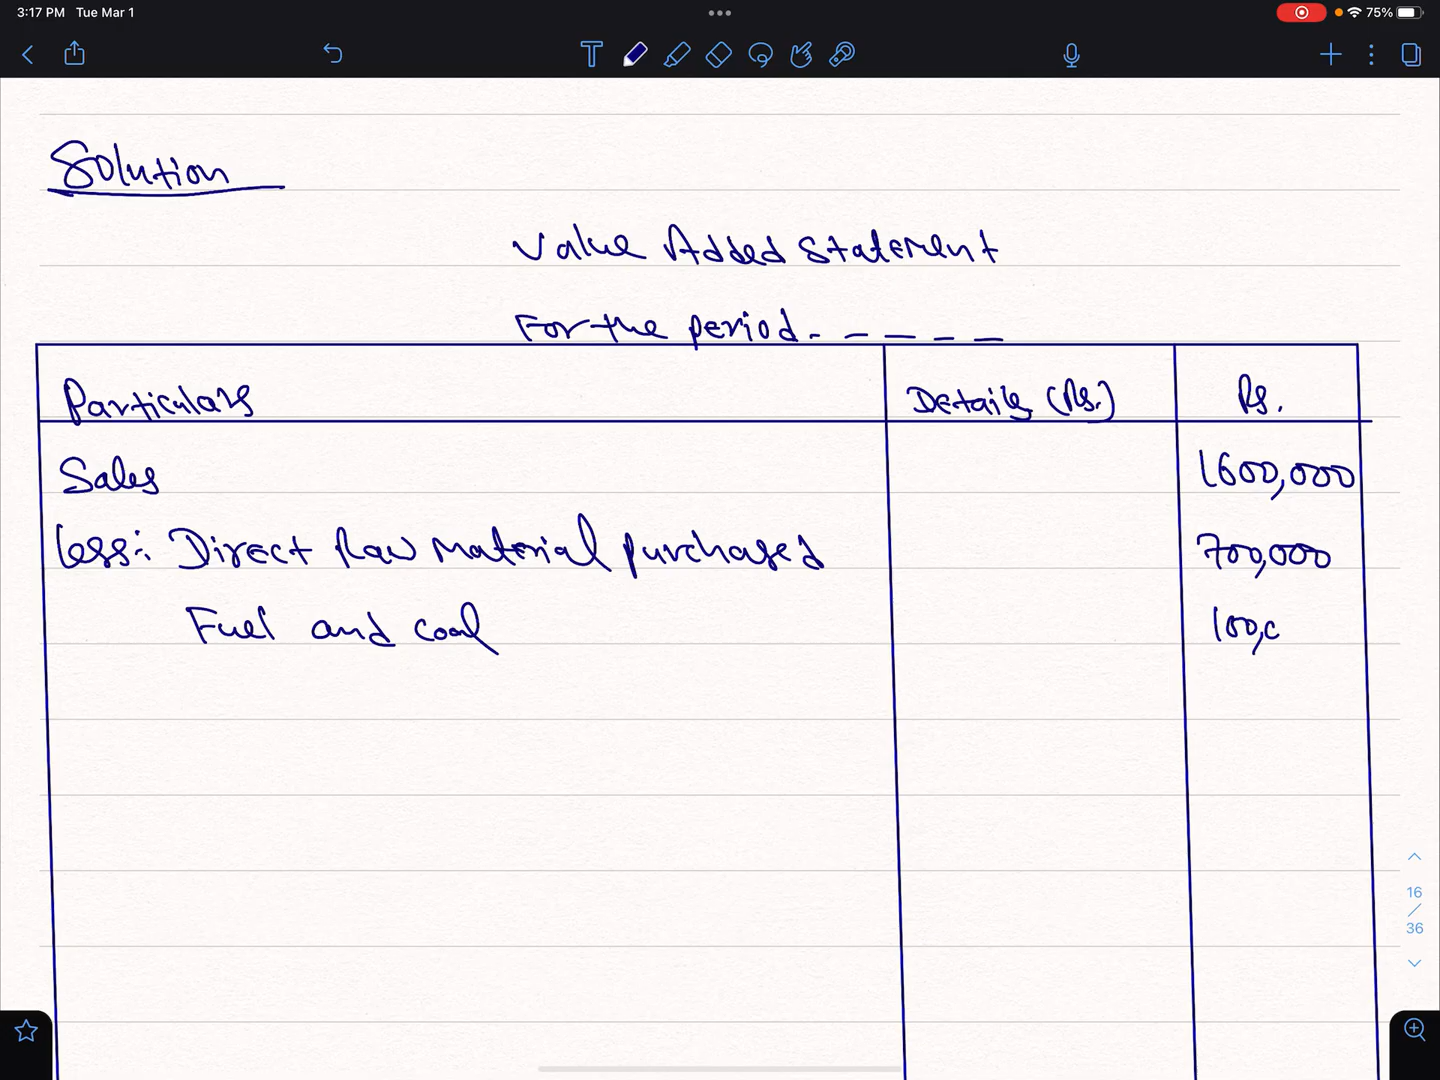 3:17 PM Tue Mar 1
75%
T
Solution
Value Added Statement
For the period - - - - - -
Particulars Details (Rs.) Rs.
Sales 1600,000
Less: Direct Raw Material purchased 700,000
Fuel and coal 100,0
16
/
36